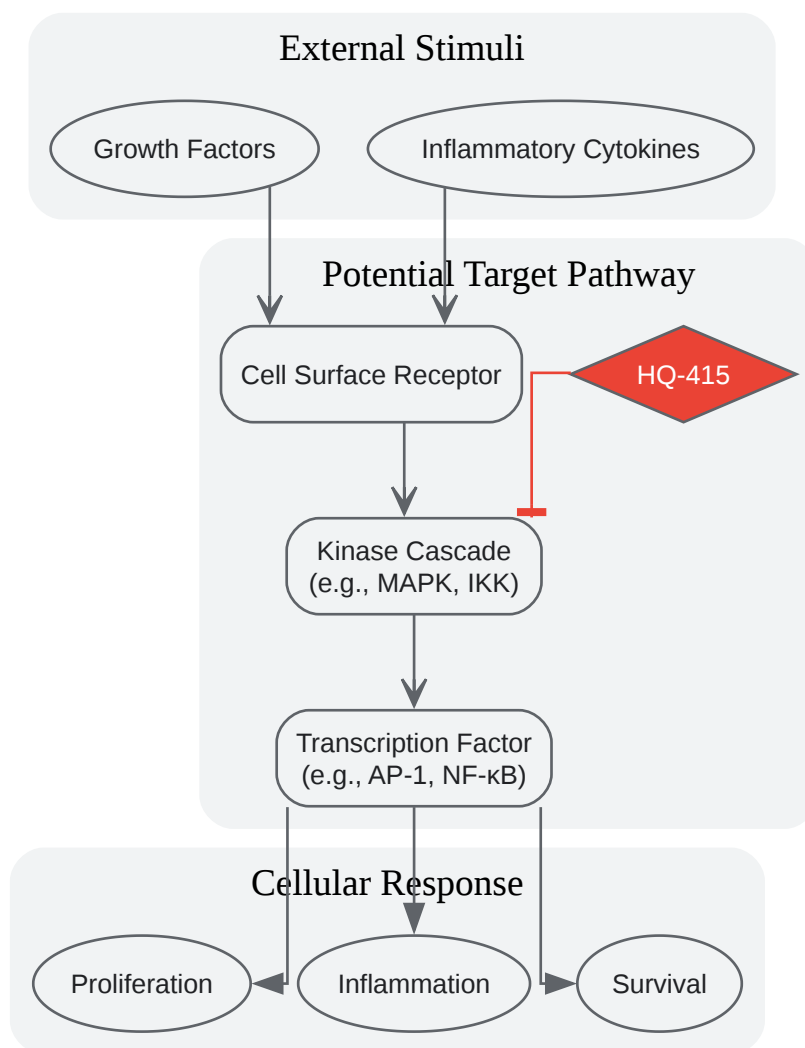 External Stimuli
Growth Factors
Inflammatory Cytokines
Potential Target Pathway
Cell Surface Receptor
HQ-415
Kinase Cascade
(e.g., MAPK, IKK)
Transcription Factor
(e.g., AP-1, NF-κB)
Cellular Response
Proliferation
Inflammation
Survival